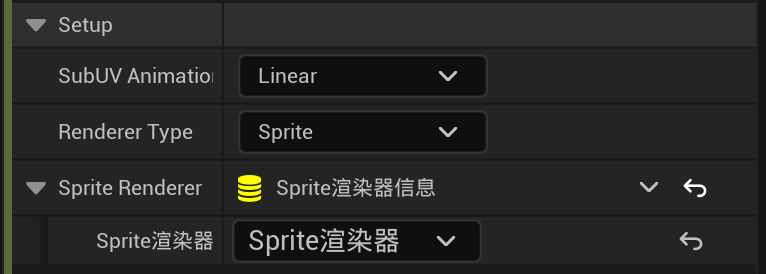 Setup
SubUV Animatio
Linear
Renderer Type
Sprite
Sprite Renderer
Sprite渲染器信息
Sprite渲染器
Sprite渲染器